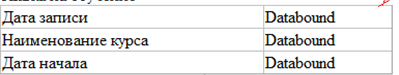 Дата записи Databound
Наименование курса Databound
Дата начала Databound